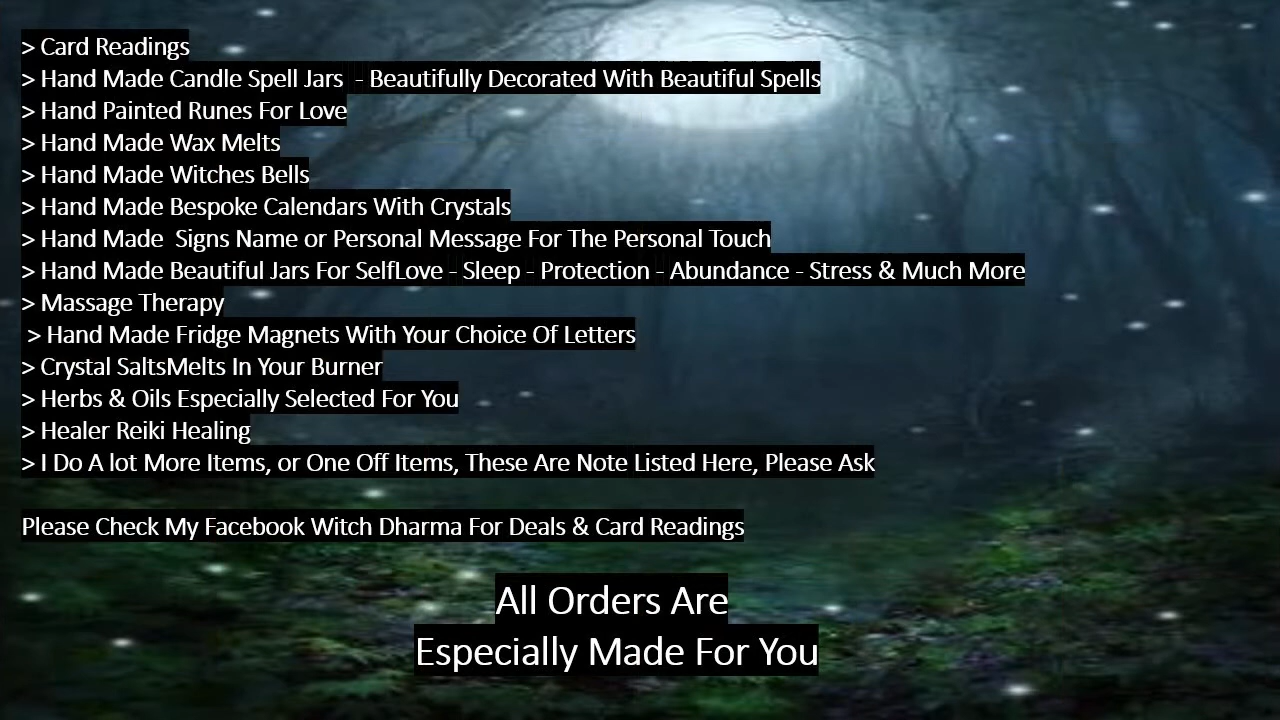 > Card Readings
> Hand Made Candle Spell Jars  - Beautifully Decorated With Beautiful Spells
> Hand Painted Runes For Love
> Hand Made Wax Melts
> Hand Made Witches Bells
> Hand Made Bespoke Calendars With Crystals
> Hand Made  Signs Name or Personal Message For The Personal Touch
> Hand Made Beautiful Jars For SelfLove - Sleep - Protection - Abundance - Stress & Much More
> Massage Therapy
> Hand Made Fridge Magnets With Your Choice Of Letters
> Crystal SaltsMelts In Your Burner
> Herbs & Oils Especially Selected For You
> Healer Reiki Healing
> I Do A lot More Items, or One Off Items, These Are Note Listed Here, Please Ask
Please Check My Facebook Witch Dharma For Deals & Card Readings
All Orders Are
Especially Made For You